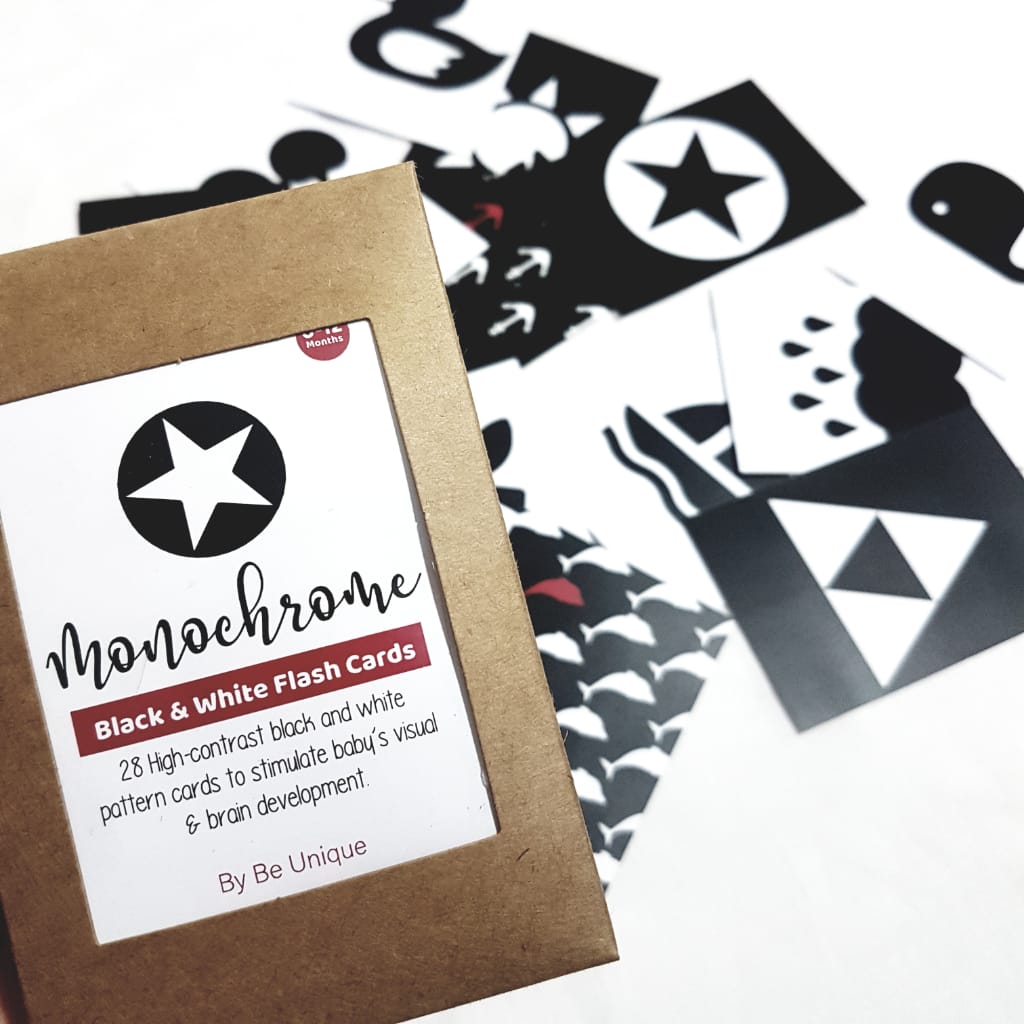 Months
Monochrome
Black & White Flash Cards
28 High-contrast black and white
pattern cards to stimulate baby's visual
& brain development.
By Be Unique